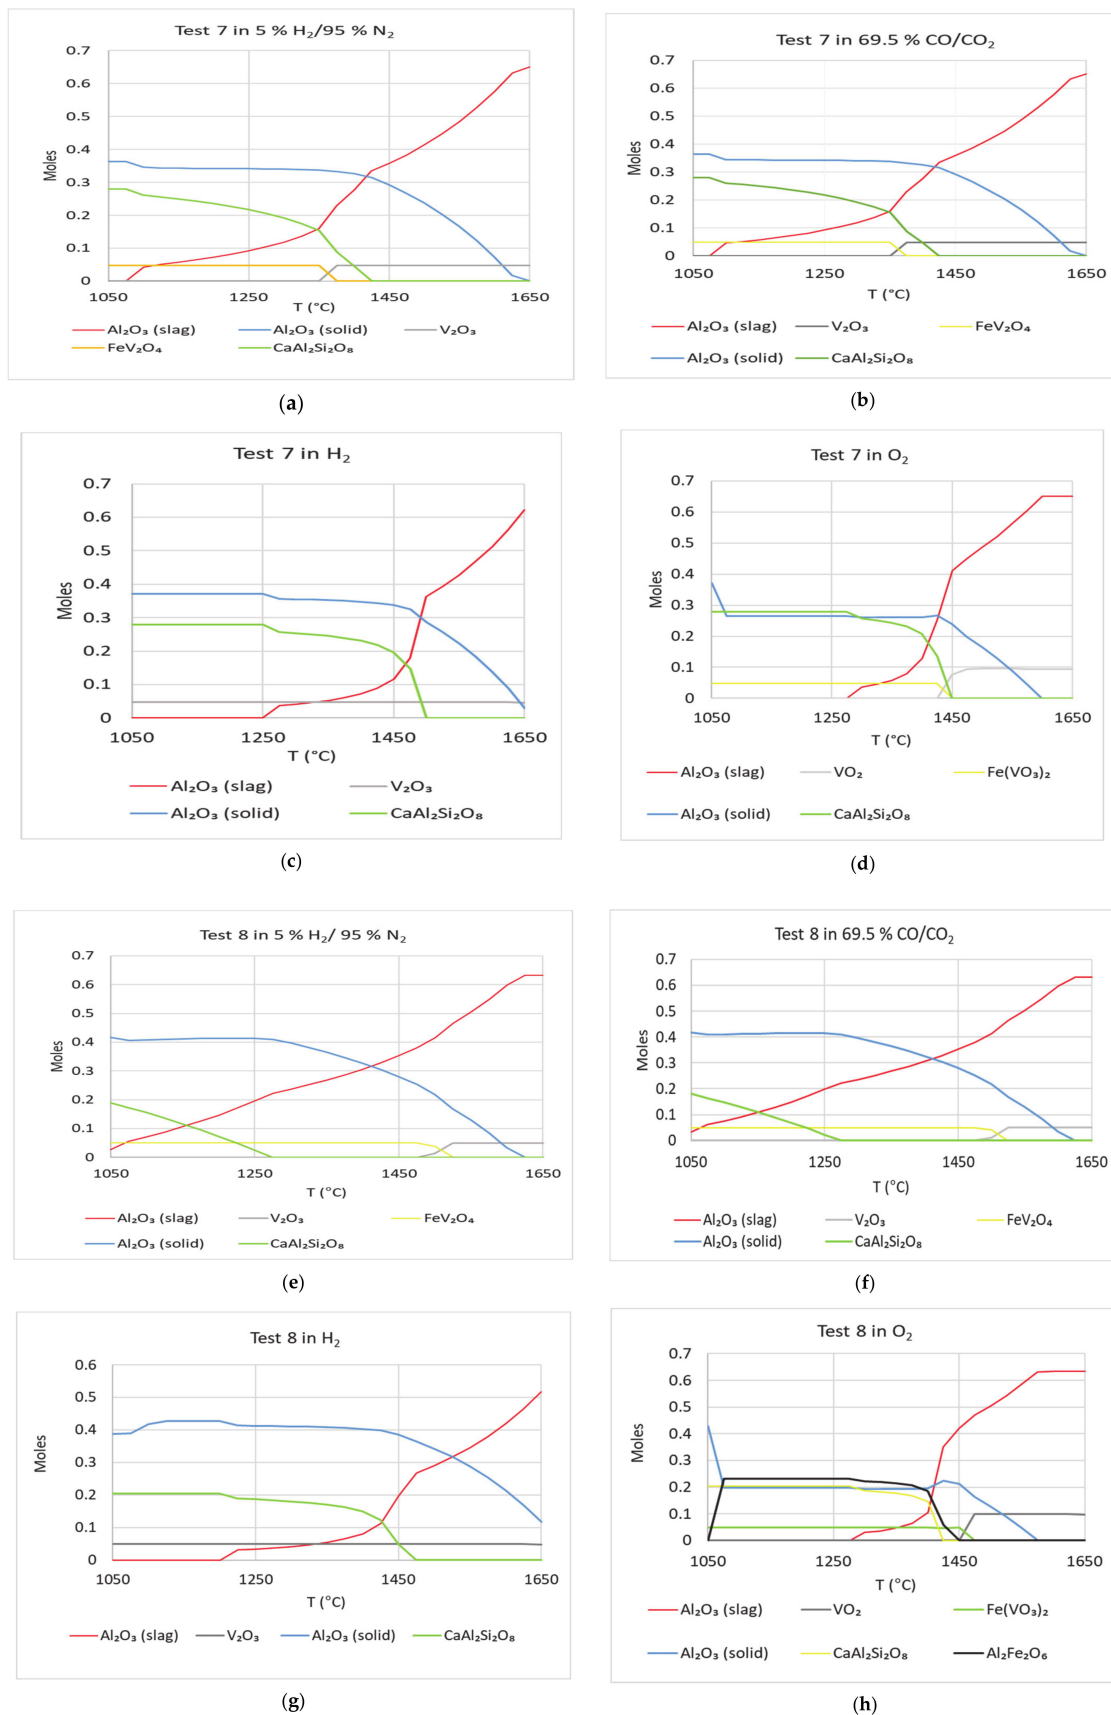 Test 7 in 5 % H₂/95 % N₂
0.7
0.6
0.5
0.4
0.3
0.2
0.1
0
Moles
1050 1250 1450 1650
T (°C)
Al₂O₃ (slag) Al₂O₃ (solid) V₂O₃
FeV₂O₄ CaAl₂Si₂O₈
(a)
Test 7 in 69.5 % CO/CO₂
0.7
0.6
0.5
0.4
0.3
0.2
0.1
0
Moles
1050 1250 1450 1650
T (°C)
Al₂O₃ (slag) V₂O₃ FeV₂O₄
Al₂O₃ (solid) CaAl₂Si₂O₈
(b)
Test 7 in H₂
0.7
0.6
0.5
0.4
0.3
0.2
0.1
0
Moles
1050 1250 1450 1650
T (°C)
Al₂O₃ (slag) V₂O₃
Al₂O₃ (solid) CaAl₂Si₂O₈
(c)
Test 7 in O₂
0.7
0.6
0.5
0.4
0.3
0.2
0.1
0
Moles
1050 1250 1450 1650
T (°C)
Al₂O₃ (slag) VO₂ Fe(VO₃)₂
Al₂O₃ (solid) CaAl₂Si₂O₈
(d)
Test 8 in 5 % H₂/ 95 % N₂
0.7
0.6
0.5
0.4
0.3
0.2
0.1
0
Moles
1050 1250 1450 1650
T (°C)
Al₂O₃ (slag) V₂O₃ FeV₂O₄
Al₂O₃ (solid) CaAl₂Si₂O₈
(e)
Test 8 in 69.5 % CO/CO₂
0.7
0.6
0.5
0.4
0.3
0.2
0.1
0
Moles
1050 1250 1450 1650
T (°C)
Al₂O₃ (slag) V₂O₃ FeV₂O₄
Al₂O₃ (solid) CaAl₂Si₂O₈
(f)
Test 8 in H₂
0.6
0.5
0.4
0.3
0.2
0.1
0
Moles
1050 1250 1450 1650
T (°C)
Al₂O₃ (slag) V₂O₃ Al₂O₃ (solid) CaAl₂Si₂O₈
(g)
Test 8 in O₂
0.7
0.6
0.5
0.4
0.3
0.2
0.1
0
Moles
1050 1250 1450 1650
T (°C)
Al₂O₃ (slag) VO₂ Fe(VO₃)₂
Al₂O₃ (solid) CaAl₂Si₂O₈ Al₂Fe₂O₆
(h)